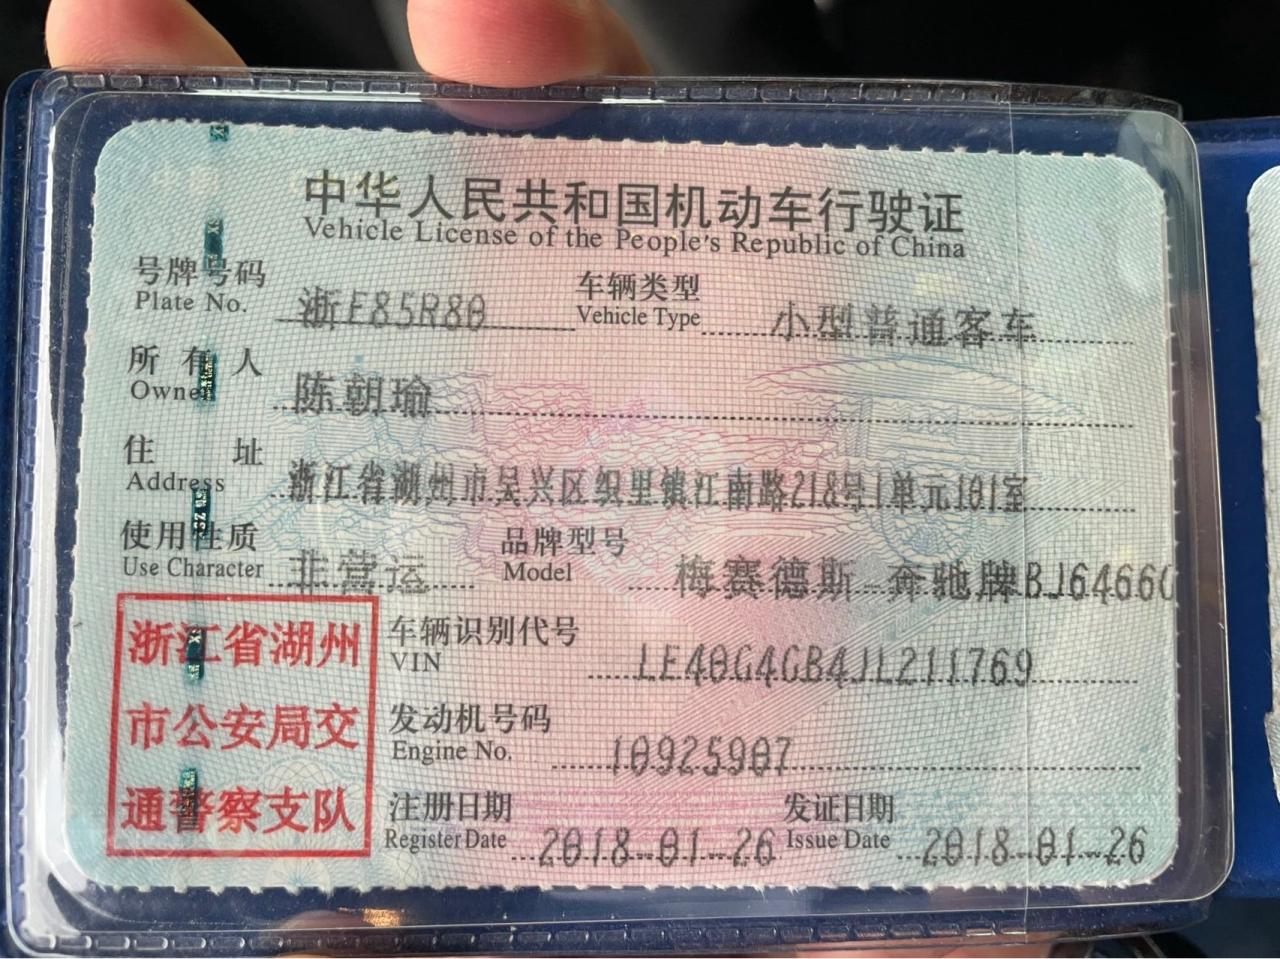 中华人民共和国机动车行驶证
Vehicle License of the People's Republic of China
号牌号码 浙E85R80 车辆类型 小型普通客车
Plate No. Vehicle Type
所有人 陈朝瑜
Owner
住址 浙江省湖州市吴兴区织里镇江南路218号1单元101室
Address
使用性质 非营运 品牌型号 梅赛德斯-奔驰牌BJ6466G
Use Character Model
浙江省湖州
市公安局交
通警察支队
车辆识别代号 LE40G4GB4JL211769
VIN
发动机号码 10925907
Engine No.
注册日期 2018-01-26 发证日期 2018-01-26
Register Date Issue Date